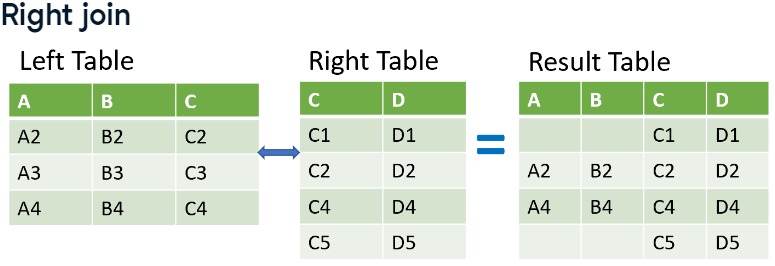 Right join
Left Table Right Table Result Table
A B C C D A B C D
A2 B2 C2 C1 D1 C1 D1
A3 B3 C3 C2 D2 A2 B2 C2 D2
A4 B4 C4 C4 D4 A4 B4 C4 D4
C5 D5 C5 D5